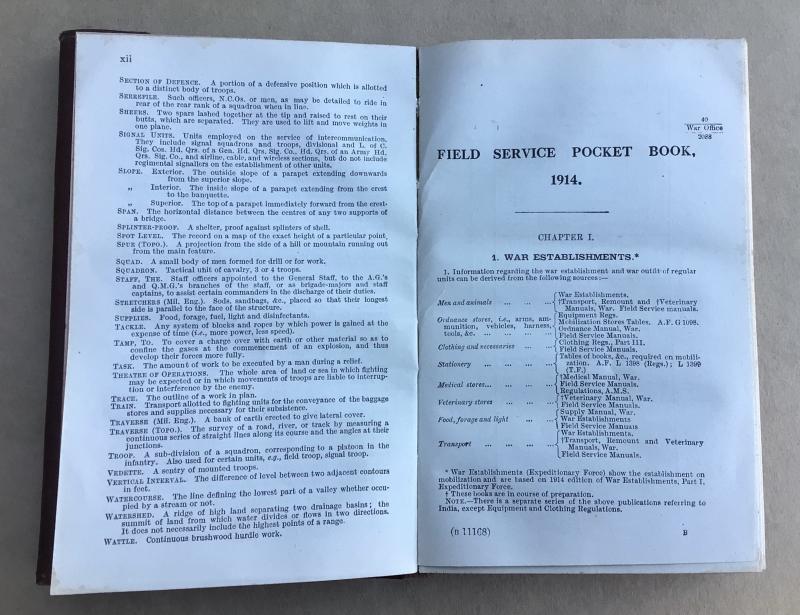 xii
SECTION OF DEFENCE. A portion of a defensive position which is allotted
to a distinct body of troops.
SERREFILE. Such officers, N.C.Os. or men, as may be detailed to ride in
rear of the rear rank of a squadron when in line.
SHEERS. Two spars lashed together at the tip and raised to rest on their
butts, which are separated. They are used to lift and move weights in
one plane.
SIGNAL UNITS. Units employed on the service of intercommunication.
They include signal squadrons and troops, divisional and L. of C.
Sig. Cos. Hd. Qrs. of a Gen. Hd. Qrs. Sig. Co., Hd. Qrs. of an Army Hd.
Qrs. Sig. Co., and airline, cable, and wireless sections, but do not include
regimental signallers on the establishment of other units.
SLOPE. Exterior. The outside slope of a parapet extending downwards
from the superior slope.
„ Interior. The inside slope of a parapet extending from the crest
to the banquette.
„ Superior. The top of a parapet immediately forward from the crest.
SPAN. The horizontal distance between the centres of any two supports of
a bridge.
SPLINTER-PROOF. A shelter, proof against splinters of shell.
SPOT LEVEL. The record on a map of the exact height of a particular point.
SPUR (TOPO.). A projection from the side of a hill or mountain running out
from the main feature.
SQUAD. A small body of men formed for drill or for work.
SQUADRON. Tactical unit of cavalry, 3 or 4 troops.
STAFF, THE. Staff officers appointed to the General Staff, to the A.G.'s
and Q.M.G.'s branches of the staff, or as brigade-majors and staff
captains, to assist certain commanders in the discharge of their duties.
STRETCHERS (Mil. Eng.). Sods, sandbags, &c., placed so that their longest
side is parallel to the face of the structure.
SUPPLIES. Food, forage, fuel, light and disinfectants.
TACKLE. Any system of blocks and ropes by which power is gained at the
expense of time (i.e., more power, less speed).
TAMP, TO. To cover a charge over with earth or other material so as to
confine the gases at the commencement of an explosion, and thus
develop their forces more fully.
TASK. The amount of work to be executed by a man during a relief.
THEATRE OF OPERATIONS. The whole area of land or sea in which fighting
may be expected or in which movements of troops are liable to interrup-
tion or interference by the enemy.
TRACE. The outline of a work in plan.
TRAIN. Transport allotted to fighting units for the conveyance of the baggage
stores and supplies necessary for their subsistence.
TRAVERSE (Mil. Eng.). A bank of earth erected to give lateral cover.
TRAVERSE (TOPO.). The survey of a road, river, or track by measuring a
continuous series of straight lines along its course and the angles at their
junctions.
TROOP. A sub-division of a squadron, corresponding to a platoon in the
infantry. Also used for certain units, e.g., field troop, signal troop.
VEDETTE. A sentry of mounted troops.
VERTICAL INTERVAL. The difference of level between two adjacent contours
in feet.
WATERCOURSE. The line defining the lowest part of a valley whether occu-
pied by a stream or not.
WATERSHED. A ridge of high land separating two drainage basins; the
summit of land from which water divides or flows in two directions.
It does not necessarily include the highest points of a range.
WATTLE. Continuous brushwood hurdle work.
40
War Office
2088
FIELD SERVICE POCKET BOOK,
1914.
CHAPTER I.
1. WAR ESTABLISHMENTS.*
1. Information regarding the war establishment and war outfit of regular
units can be derived from the following sources:—
Men and animals ... ... ... War Establishments.
†Transport, Remount and †Veterinary
Manuals, War. Field Service manuals.
Ordnance stores, i.e., arms, am- Equipment Regs.
munition, vehicles, harness, Mobilization Stores Tables. A.F. G 1098.
tools, &c. ... ... ... Ordnance Manual, War.
Field Service Manuals.
Clothing and necessaries ... ... Clothing Regs., Part III.
Field Service Manuals.
Stationery ... ... ... Tables of books, &c., required on mobili-
zation. A.F. L 1398 (Regs.); L 1399
(T.F.)
Medical stores... ... ... †Medical Manual, War.
Field Service Manuals.
Regulations, A.M.S.
Veterinary stores ... ... †Veterinary Manual, War.
Field Service Manuals.
Food, forage and light ... ... Supply Manual, War.
War Establishments
Field Service Manuals
Transport ... ... ... ... War Establishments.
†Transport, Remount and Veterinary
Manuals, War.
Field Service Manuals.
* War Establishments (Expeditionary Force) show the establishment on
mobilization and are based on 1914 edition of War Establishments, Part I,
Expeditionary Force.
† These books are in course of preparation.
NOTE.—There is a separate series of the above publications referring to
India, except Equipment and Clothing Regulations.
(B 11168) B